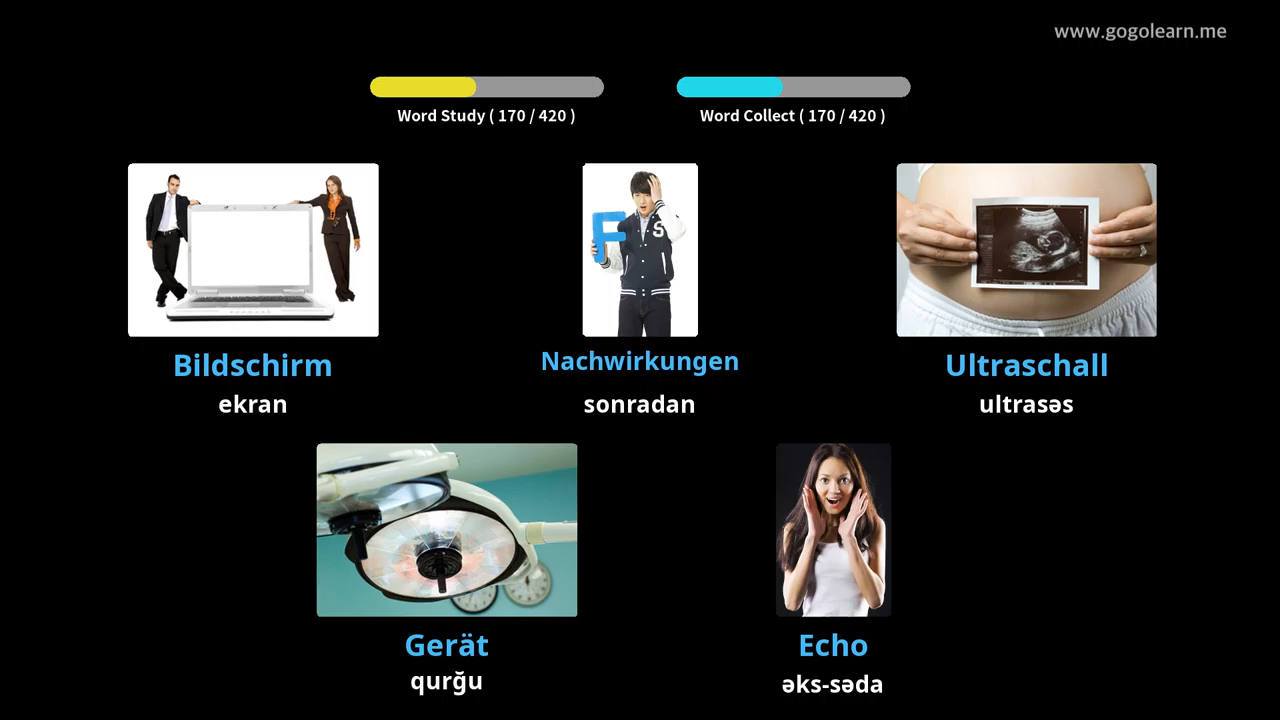 www.gogolearn.me
Word Study ( 170 / 420 )
Word Collect ( 170 / 420 )
F
S
Bildschirm
ekran
Nachwirkungen
sonradan
Ultraschall
ultrasəs
Gerät
qurğu
Echo
əks-səda